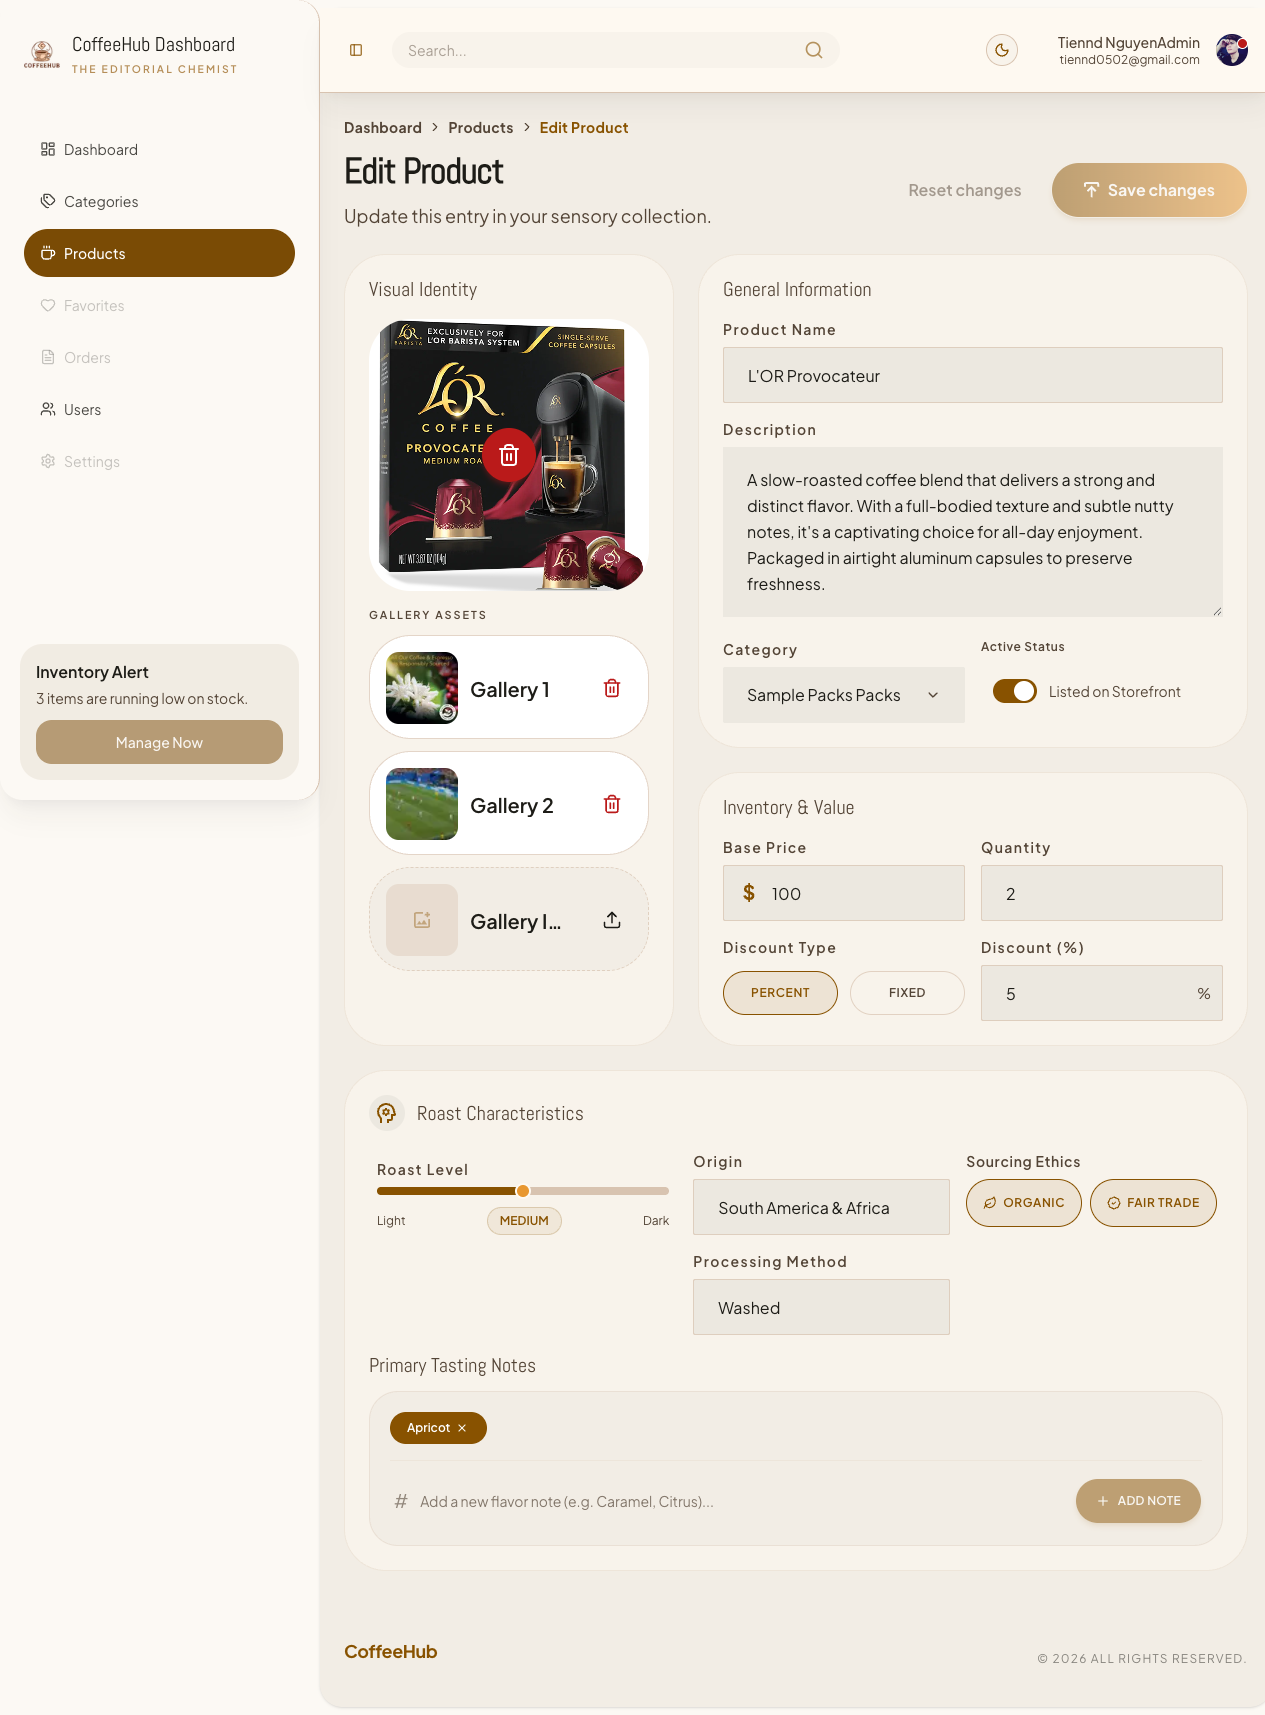 CoffeeHub Dashboard
THE EDITORIAL CHEMIST
COFFEEHUB
Dashboard
Categories
Products
Favorites
Orders
Users
Settings
Inventory Alert
3 items are running low on stock.
Manage Now
Search...
Tiennd NguyenAdmin
tiennd0502@gmail.com
Dashboard > Products > Edit Product
Edit Product
Update this entry in your sensory collection.
Reset changes
Save changes
Visual Identity
L'OR BARISTA
EXCLUSIVELY FOR
L'OR BARISTA SYSTEM
SINGLE-SERVE
COFFEE CAPSULES
L'OR
COFFEE
PROVOCATE
MEDIUM ROA
L'OR
L'OR
GALLERY ASSETS
Gallery 1
Gallery 2
Gallery I...
General Information
Product Name
L'OR Provocateur
Description
A slow-roasted coffee blend that delivers a strong and
distinct flavor. With a full-bodied texture and subtle nutty
notes, it's a captivating choice for all-day enjoyment.
Packaged in airtight aluminum capsules to preserve
freshness.
Category
Sample Packs Packs
Active Status
Listed on Storefront
Inventory & Value
Base Price
$ 100
Quantity
2
Discount Type
PERCENT
FIXED
Discount (%)
5 %
Roast Characteristics
Roast Level
Light
MEDIUM
Dark
Origin
South America & Africa
Processing Method
Washed
Sourcing Ethics
ORGANIC
FAIR TRADE
Primary Tasting Notes
Apricot
# Add a new flavor note (e.g. Caramel, Citrus)...
ADD NOTE
CoffeeHub
© 2026 ALL RIGHTS RESERVED.